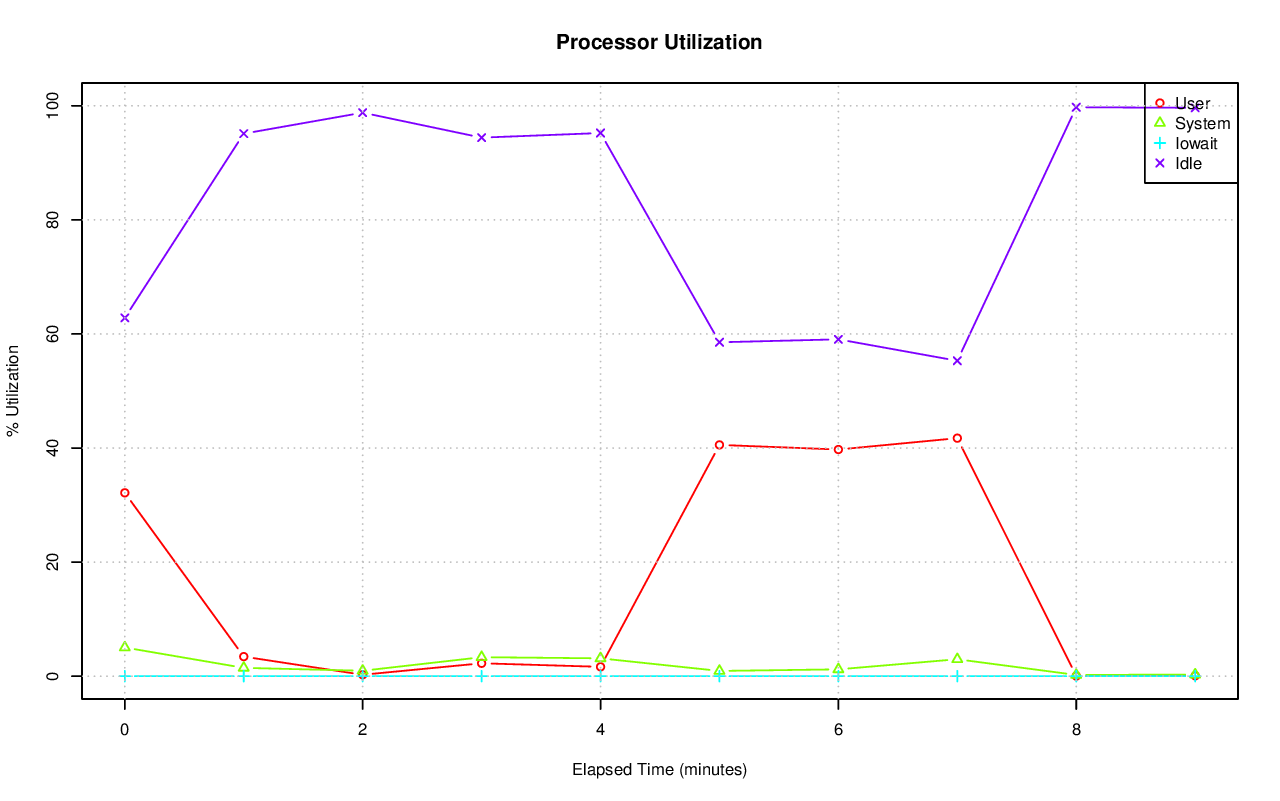 Processor Utilization
% Utilization
100
80
60
40
20
0
User
System
Iowait
Idle
0 2 4 6 8
Elapsed Time (minutes)